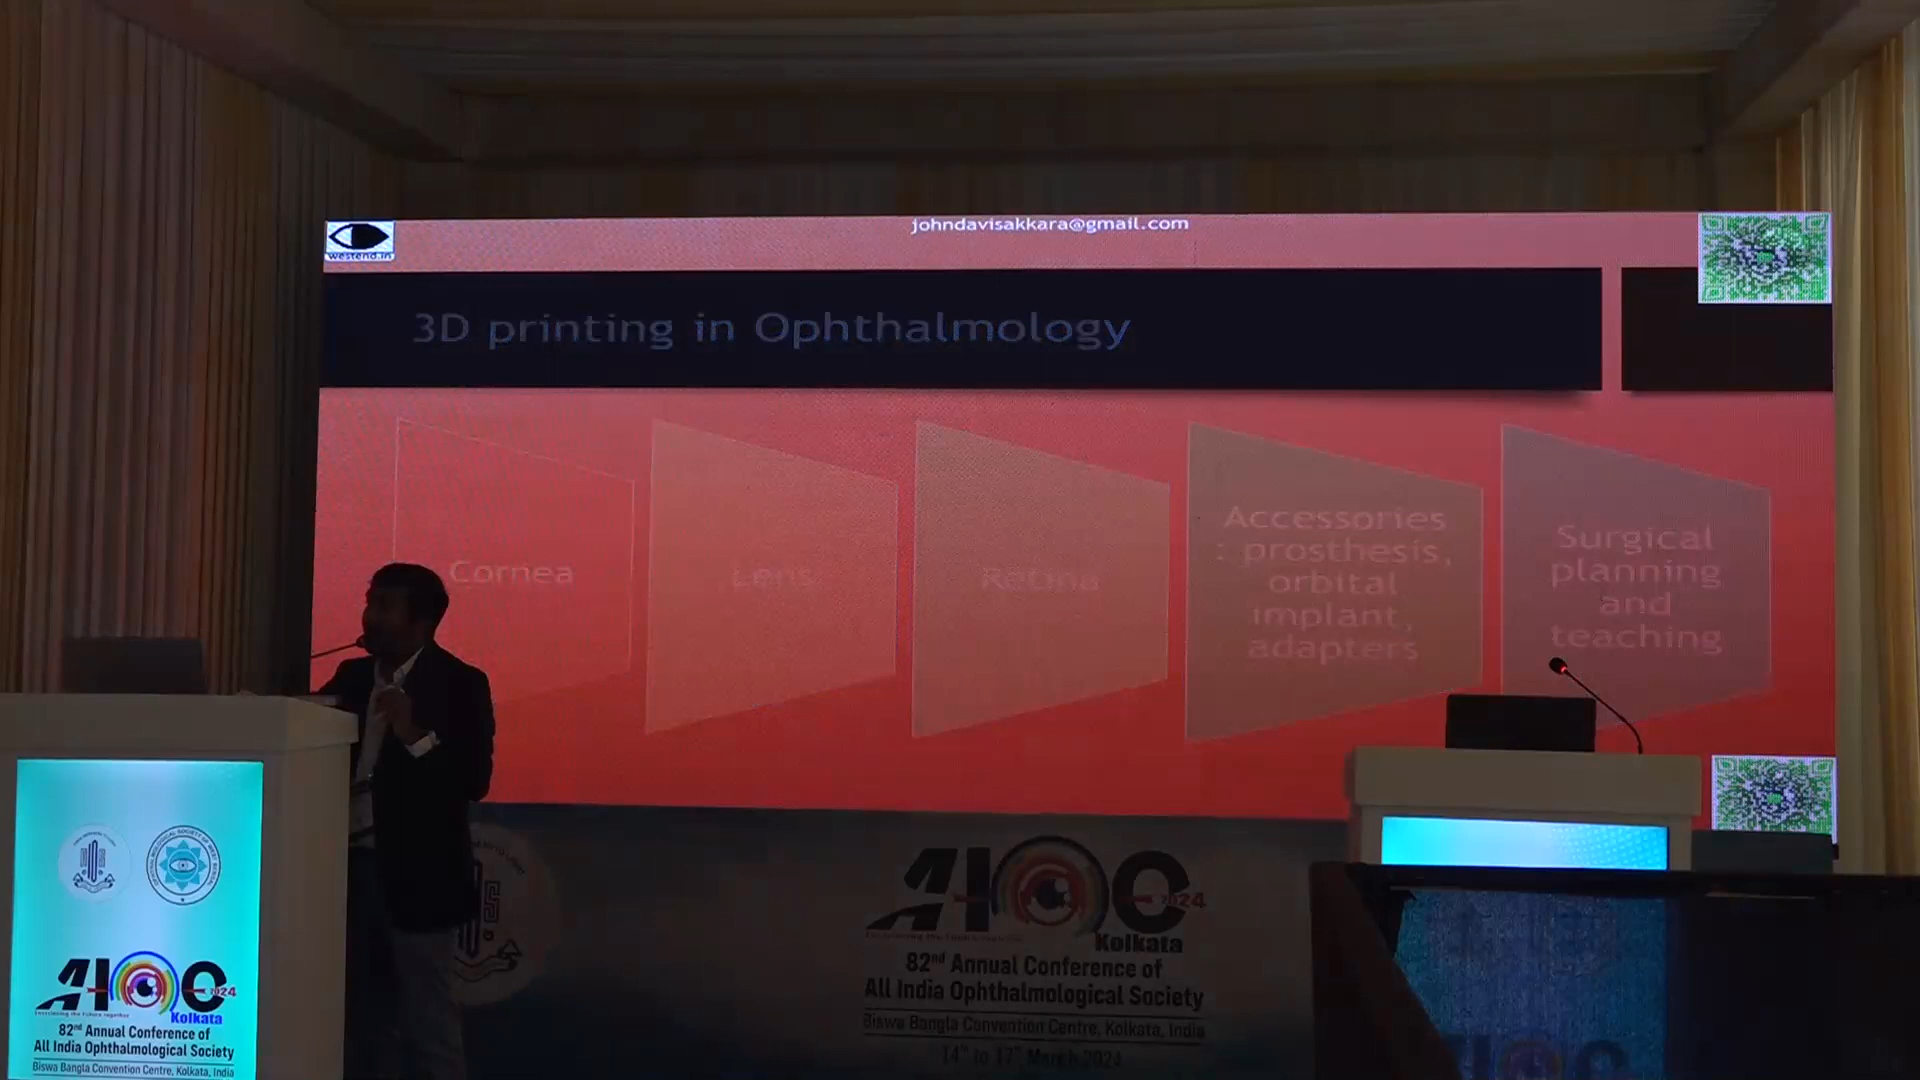 johndavisakkara@gmail.com
westend.in
3D printing in Ophthalmology
Cornea
Lens
Retina
Accessories
: prosthesis,
orbital
implant,
adapters
Surgical
planning
and
teaching
AIOC
2024
Kolkata
82nd Annual Conference of
All India Ophthalmological Society
Biswa Bangla Convention Centre, Kolkata, India
14th to 17th March 2024
AIOC
2024
Kolkata
82nd Annual Conference of
All India Ophthalmological Society
Biswa Bangla Convention Centre, Kolkata, India